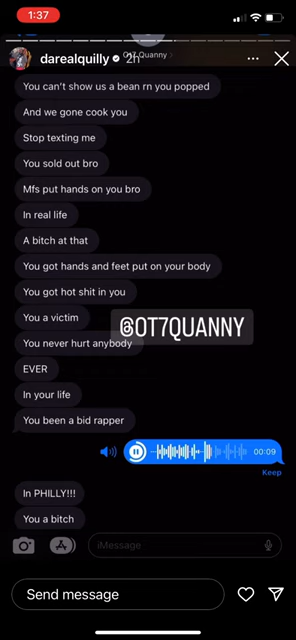 1:37
darealquilly 2h
OT7 Quanny
You can't show us a bean rn you popped
And we gone cook you
Stop texting me
You sold out bro
Mfs put hands on you bro
In real life
A bitch at that
You got hands and feet put on your body
You got hot shit in you
@OT7QUANNY
You a victim
You never hurt anybody
EVER
In your life
You been a bid rapper
00:09
Keep
In PHILLY!!!
You a bitch
iMessage
Send message